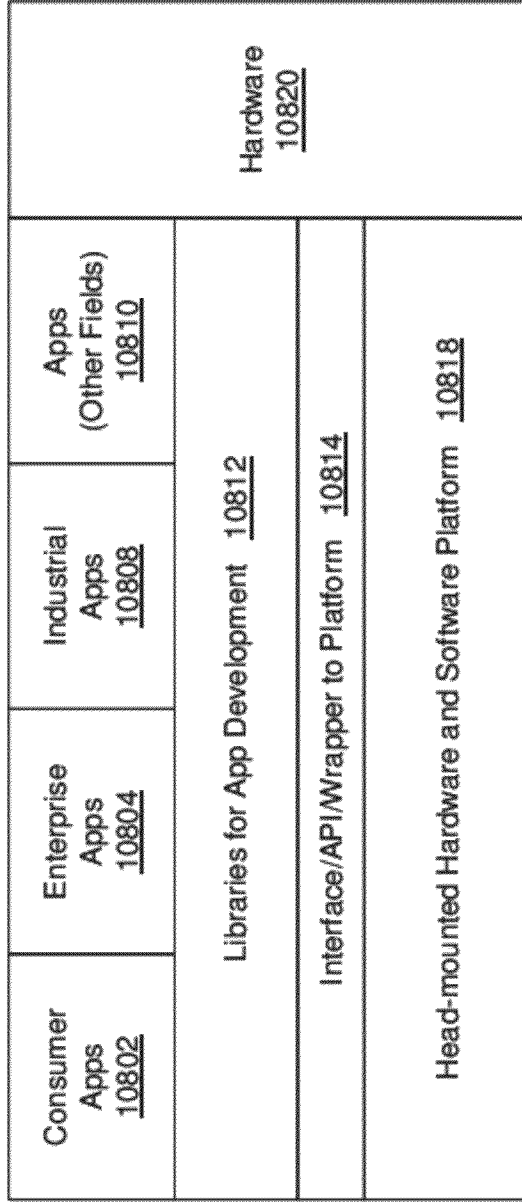 Consumer
Apps
10802
Enterprise
Apps
10804
Industrial
Apps
10808
Apps
(Other Fields)
10810
Libraries for App Development 10812
Interface/API/Wrapper to Platform 10814
Head-mounted Hardware and Software Platform 10818
Hardware
10820